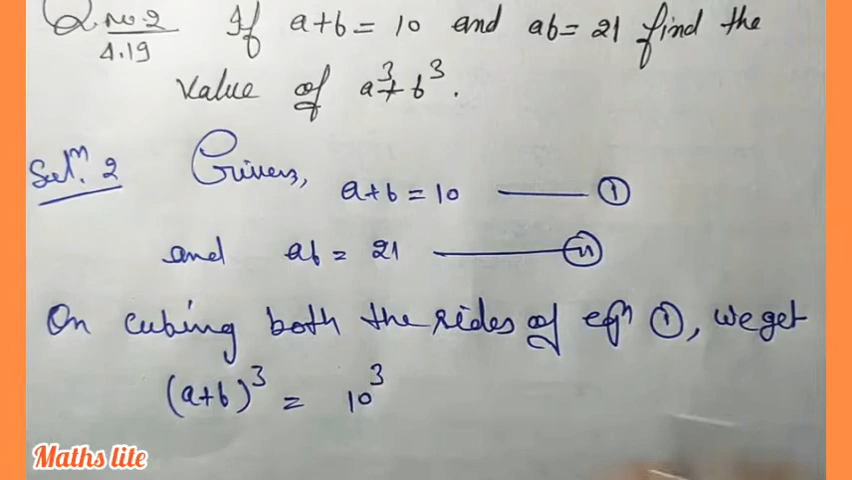 Q.no.2 If a+b = 10 and ab = 21 find the
4.19
value of a³+b³.
Solⁿ. 2 Given,
a+b = 10 — ①
and ab = 21 — ⑪
On cubing both the sides of eqⁿ ①, we get
(a+b)³ = 10³
Maths lite